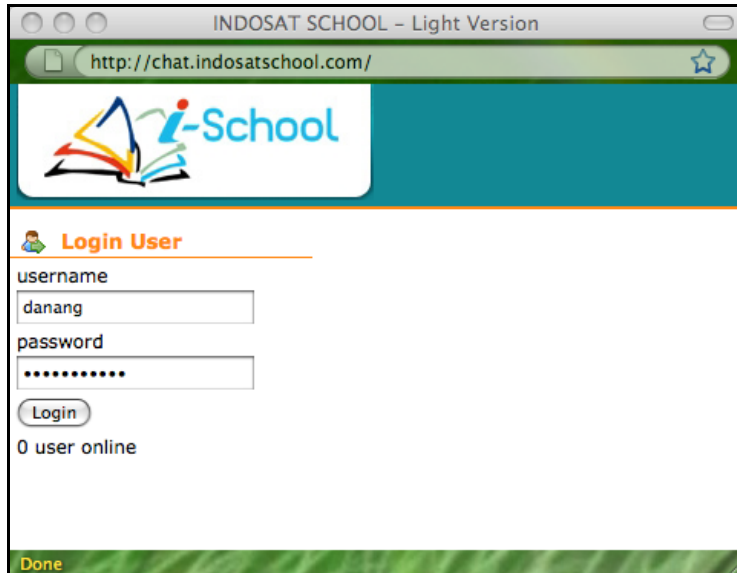 INDOSAT SCHOOL – Light Version
http://chat.indosatschool.com/
i-School
Login User
username
danang
password
•••••••••••
Login
0 user online
Done